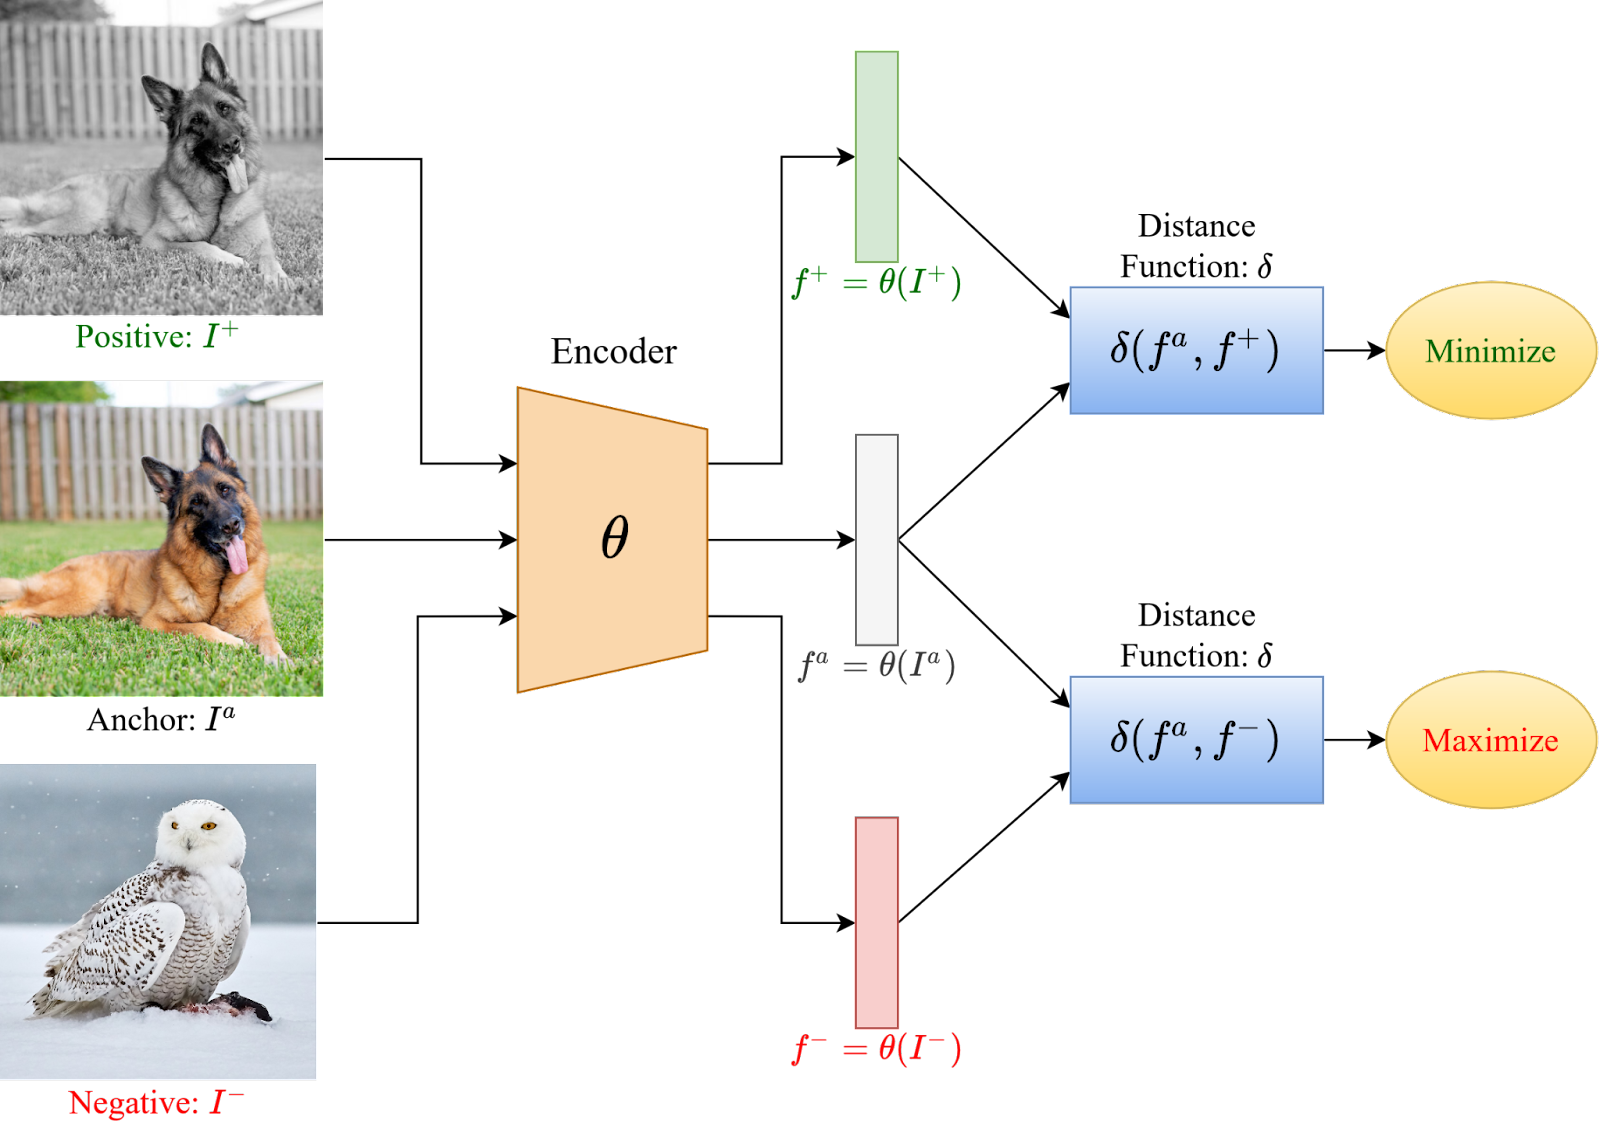 Positive: I⁺
Anchor: Iᵃ
Negative: I⁻
Encoder
θ
f⁺ = θ(I⁺)
fᵃ = θ(Iᵃ)
f⁻ = θ(I⁻)
Distance
Function: δ
δ(fᵃ, f⁺)
Minimize
Distance
Function: δ
δ(fᵃ, f⁻)
Maximize